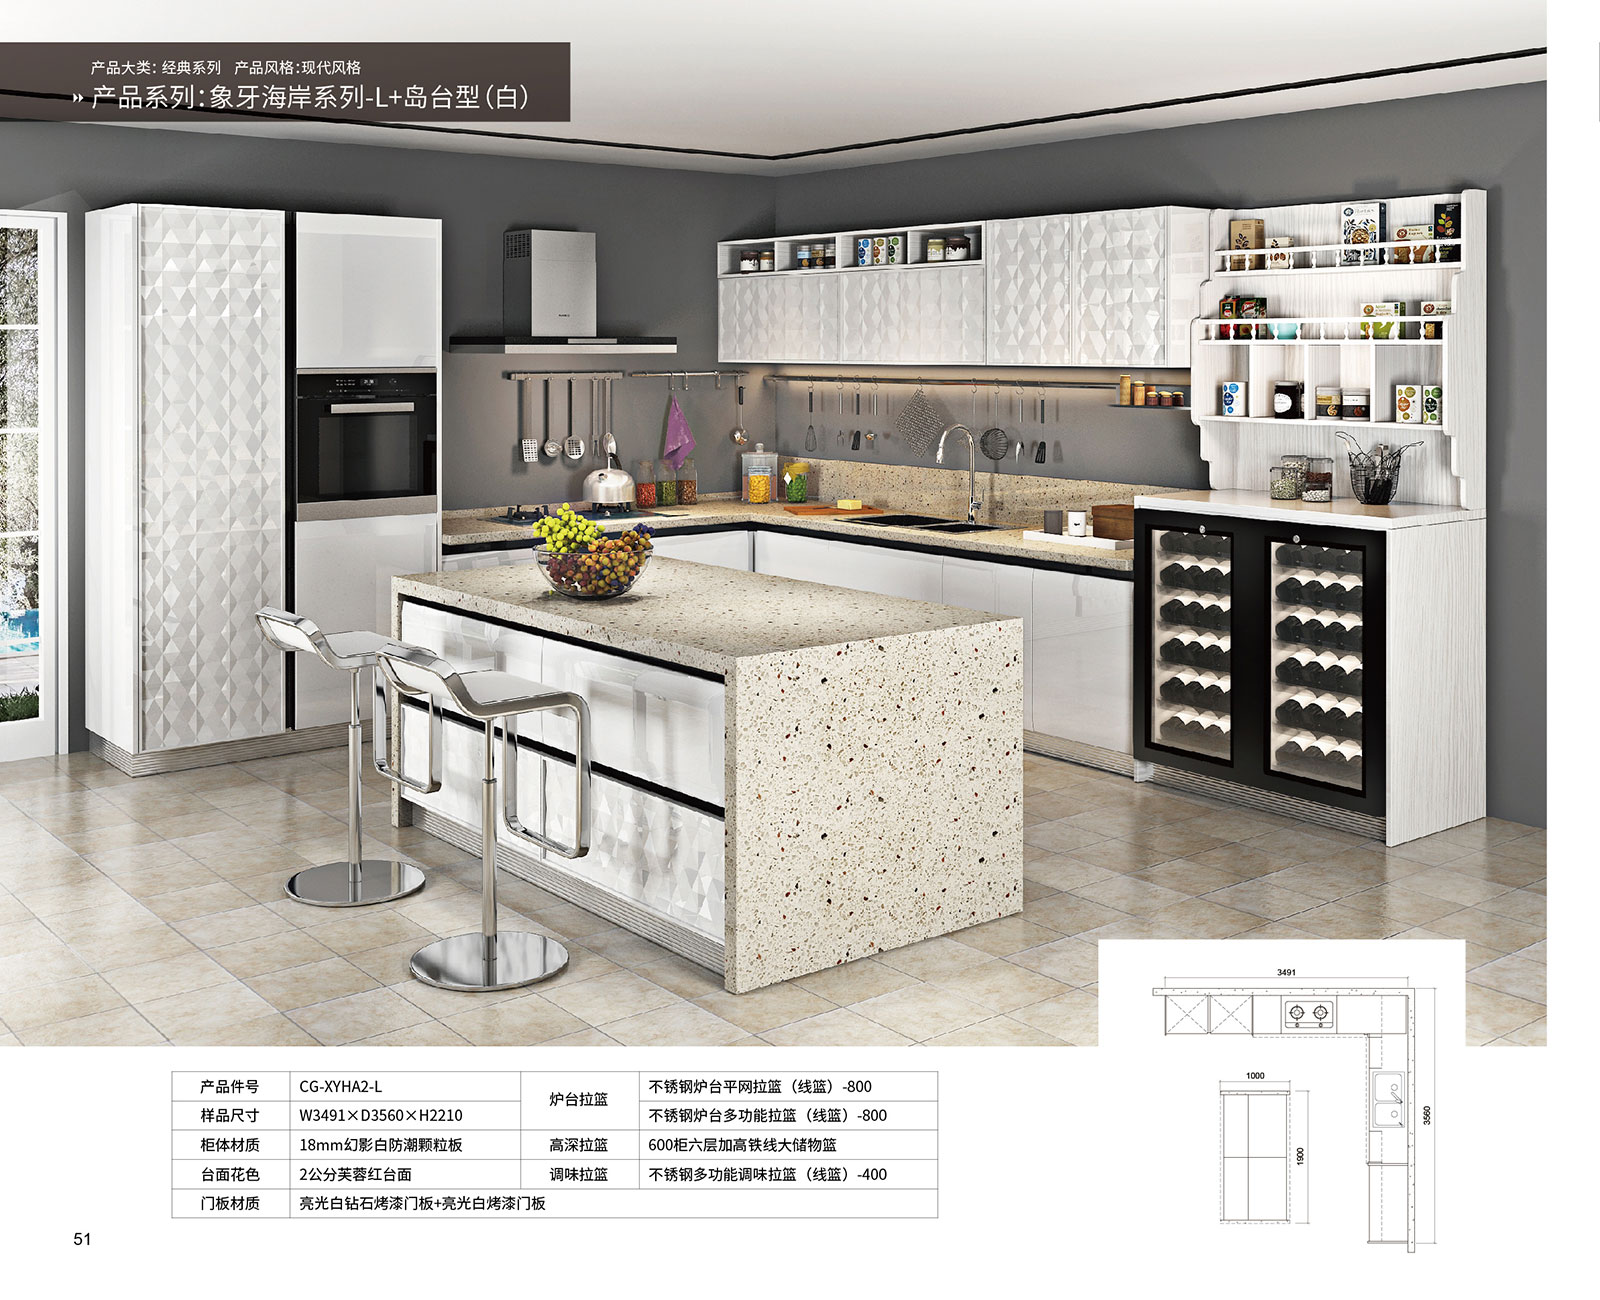 产品大类：经典系列 产品风格:现代风格
产品系列：象牙海岸系列-L+岛台型（白）
产品件号 CG-XYHA2-L 炉台拉篮 不锈钢炉台平网拉篮（线篮）-800
样品尺寸 W3491×D3560×H2210 不锈钢炉台多功能拉篮（线篮）-800
柜体材质 18mm幻影白防潮颗粒板 高深拉篮 600柜六层加高铁线大储物篮
台面花色 2公分芙蓉红台面 调味拉篮 不锈钢多功能调味拉篮（线篮）-400
门板材质 亮光白钻石烤漆门板+亮光白烤漆门板
3491
1000
1900
3560
51